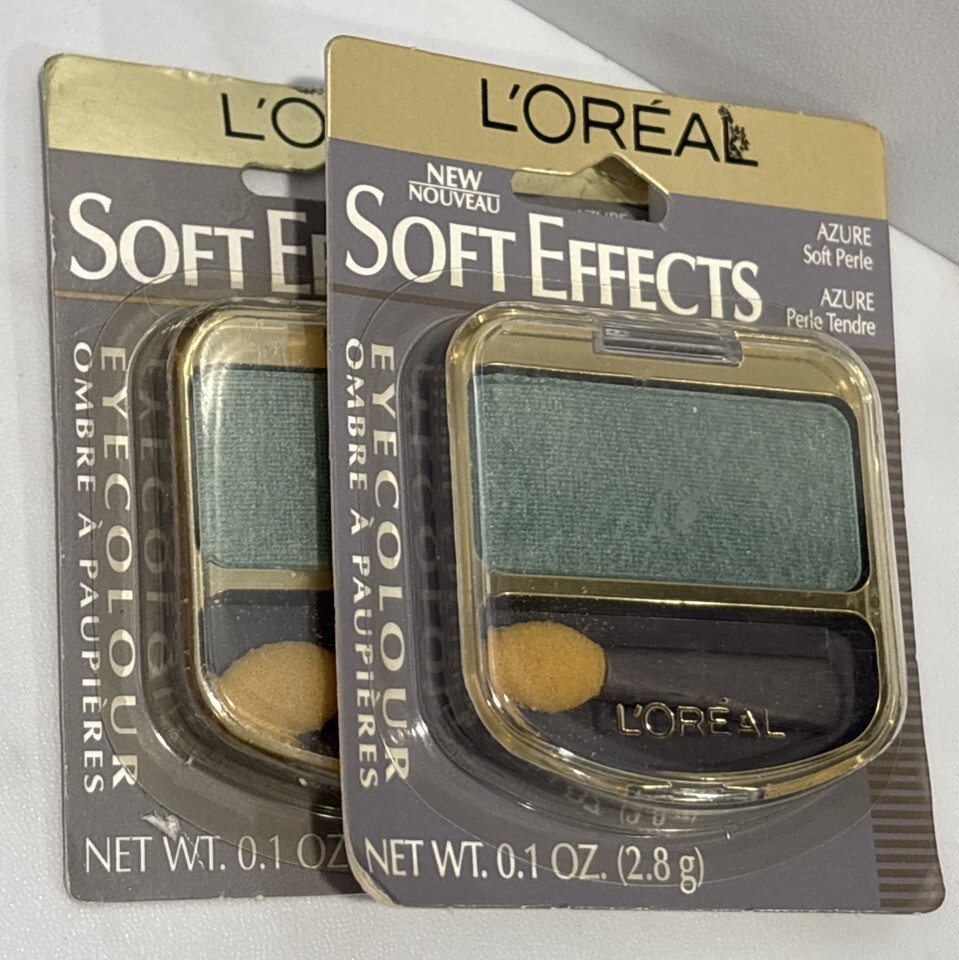 L'O
SOFT EF
EYECOLOUR
OMBRE À PAUPIÈRES
NET WT. 0.1 OZ
L'ORÉAL
NEW
NOUVEAU
SOFT EFFECTS
AZURE
Soft Perle
AZURE
Perle Tendre
EYECOLOUR
OMBRE À PAUPIÈRES
L'ORÉAL
NET WT. 0.1 OZ. (2.8 g)